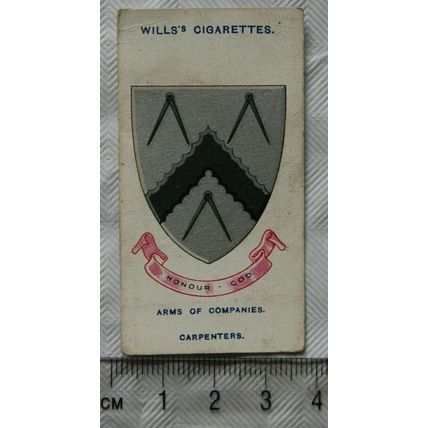 WILLS'S CIGARETTES.
HONOUR · GOD.
ARMS OF COMPANIES.
CARPENTERS.
CM 1 2 3 4